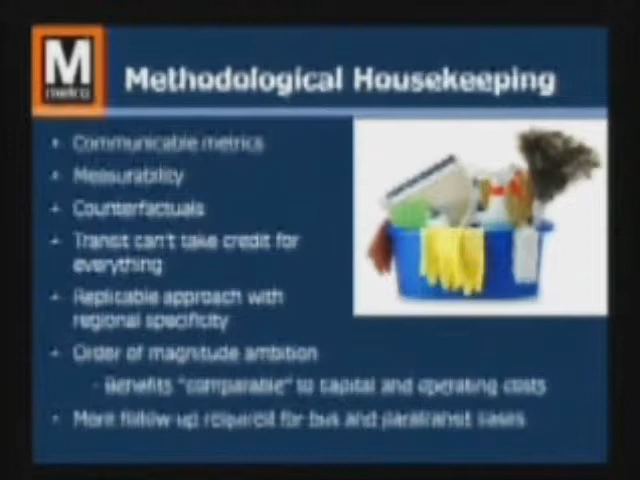 M
metro
Methodological Housekeeping
Communicable metrics
Measurability
Counterfactuals
Transit can't take credit for
everything
Replicable approach with
regional specificity
Order of magnitude ambition
- Benefits "comparable" to capital and operating costs
More follow-up required for bus and paratransit cases